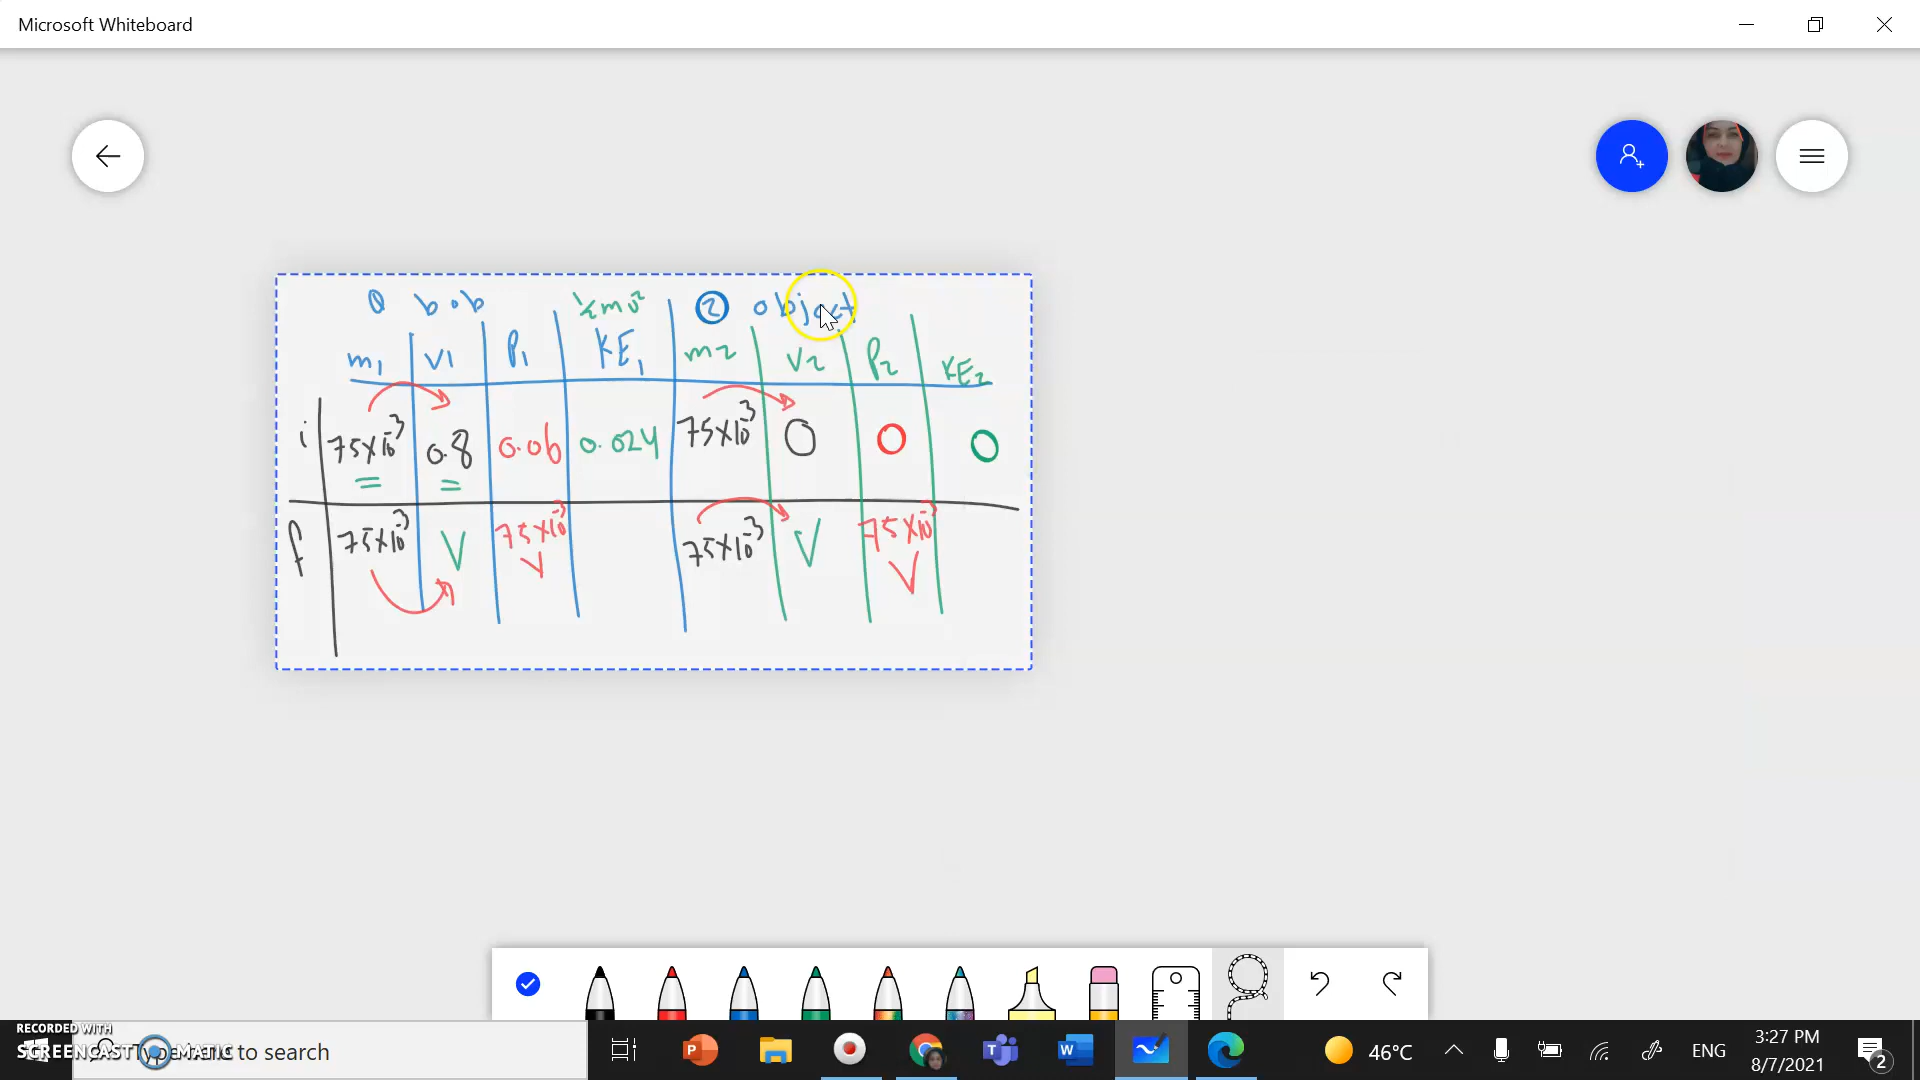 Microsoft Whiteboard
bob ½mv² ② object
m₁ V1 P₁ KE₁ m2 V2 P₂ KE₂
i 75×10⁻³ 0.8 0.06 0.024 75×10⁻³ 0 0 0
f 75×10⁻³ V 75×10⁻³ V 75×10⁻³ V 75×10⁻³ V
RECORDED WITH
SCREENCAST MATIC
to search
46°C ENG 3:27 PM
8/7/2021 2